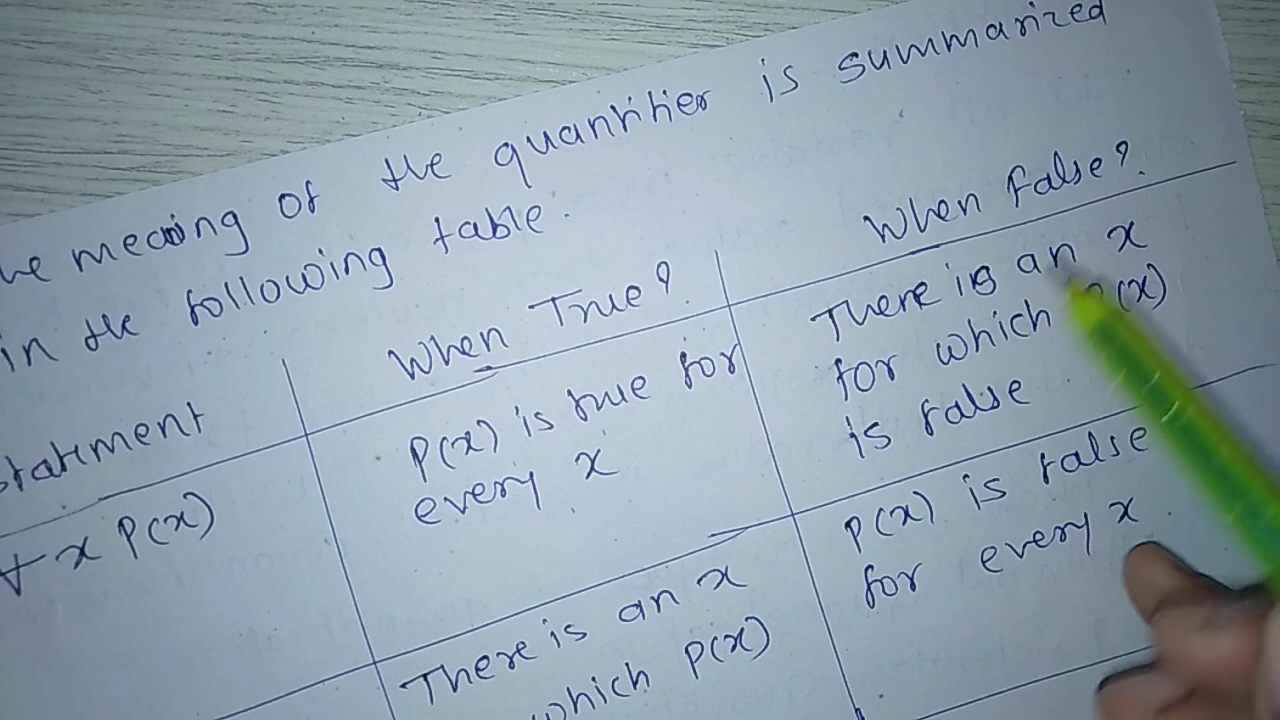 he meaning of the quantifier is summarized
in the following table.
Statement When True? When False?
∀ x P(x) P(x) is true for There is an x
every x for which P(x)
is false
There is an x P(x) is false
which P(x) for every x.